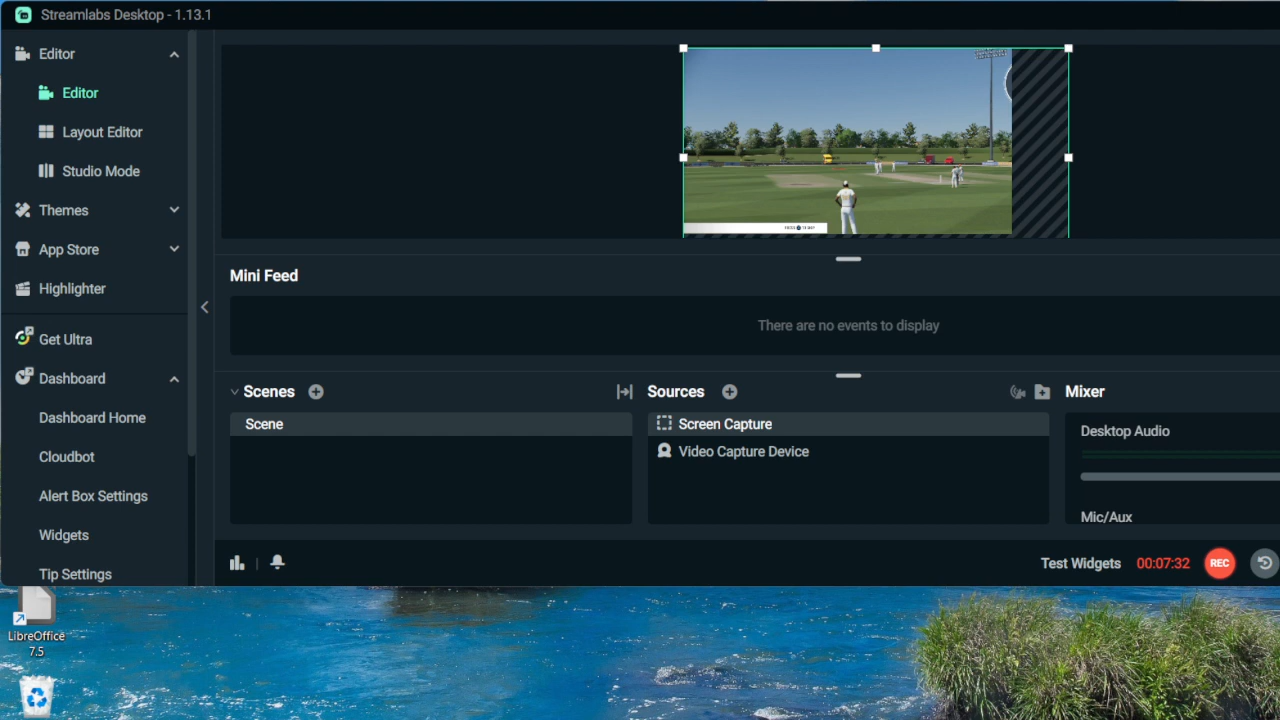 Streamlabs Desktop - 1.13.1
Editor
Editor
Layout Editor
Studio Mode
Themes
App Store
Highlighter
Get Ultra
Dashboard
Dashboard Home
Cloudbot
Alert Box Settings
Widgets
Tip Settings
Mini Feed
There are no events to display
Scenes
Scene
Sources
Screen Capture
Video Capture Device
Mixer
Desktop Audio
Mic/Aux
Test Widgets
00:07:32
REC
LibreOffice
7.5